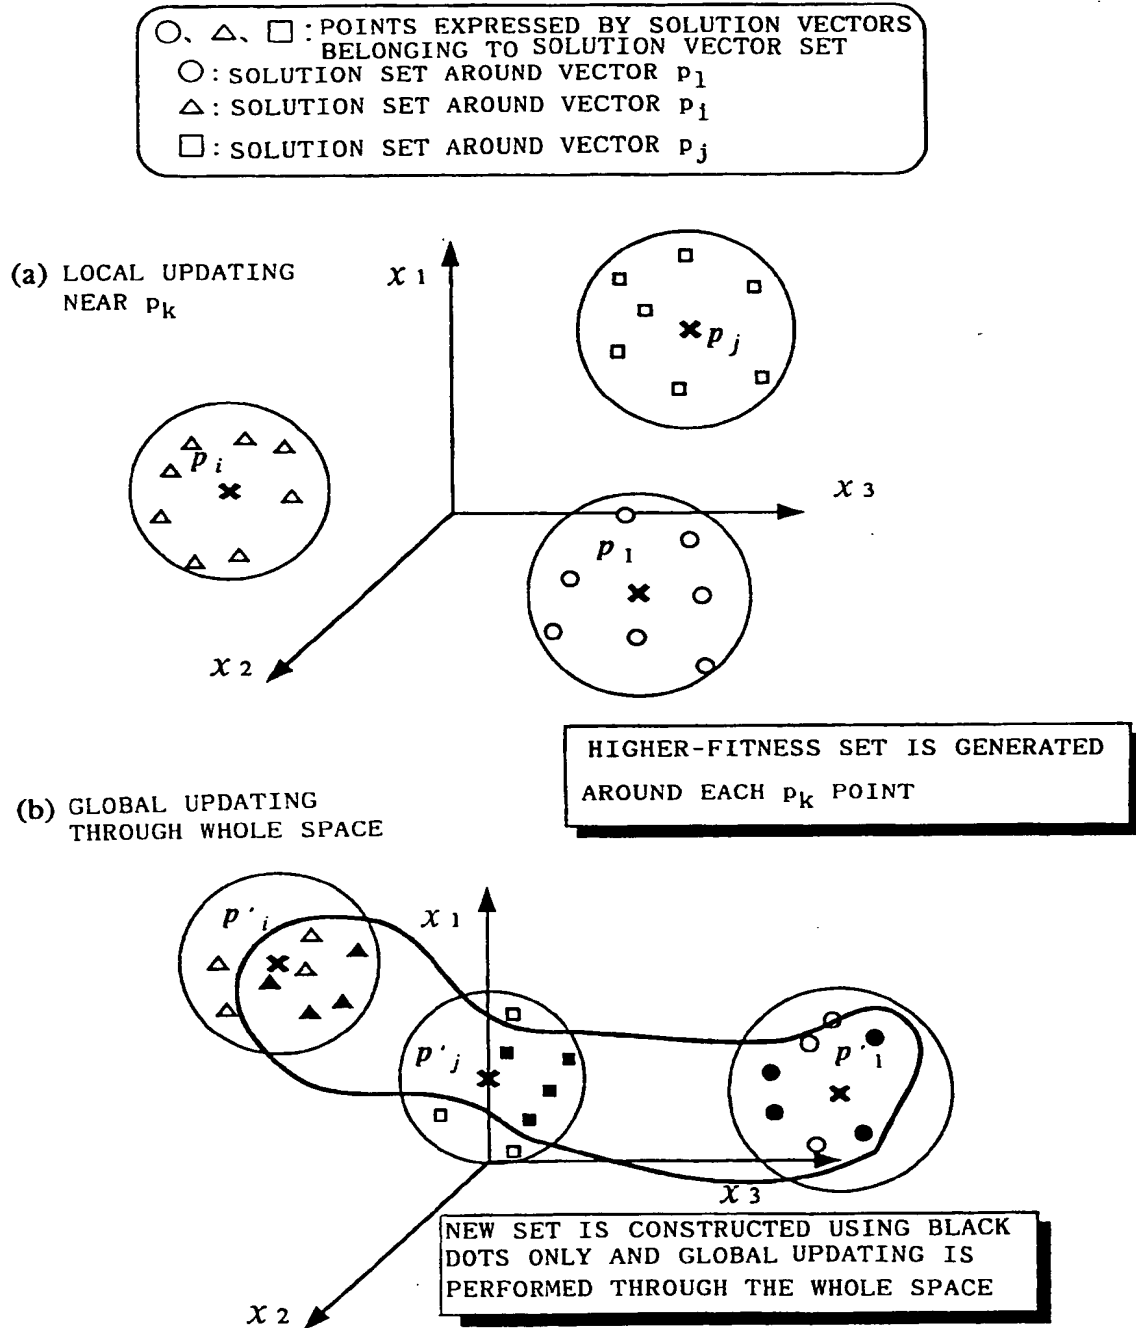 ○、△、□ : POINTS EXPRESSED BY SOLUTION VECTORS
BELONGING TO SOLUTION VECTOR SET
○ : SOLUTION SET AROUND VECTOR p1
△ : SOLUTION SET AROUND VECTOR pi
□ : SOLUTION SET AROUND VECTOR pj
(a) LOCAL UPDATING
NEAR pk
x1
pj
pi
x3
p1
x2
HIGHER-FITNESS SET IS GENERATED
AROUND EACH pk POINT
(b) GLOBAL UPDATING
THROUGH WHOLE SPACE
p'i
x1
p'j
p'1
x3
NEW SET IS CONSTRUCTED USING BLACK
DOTS ONLY AND GLOBAL UPDATING IS
PERFORMED THROUGH THE WHOLE SPACE
x2